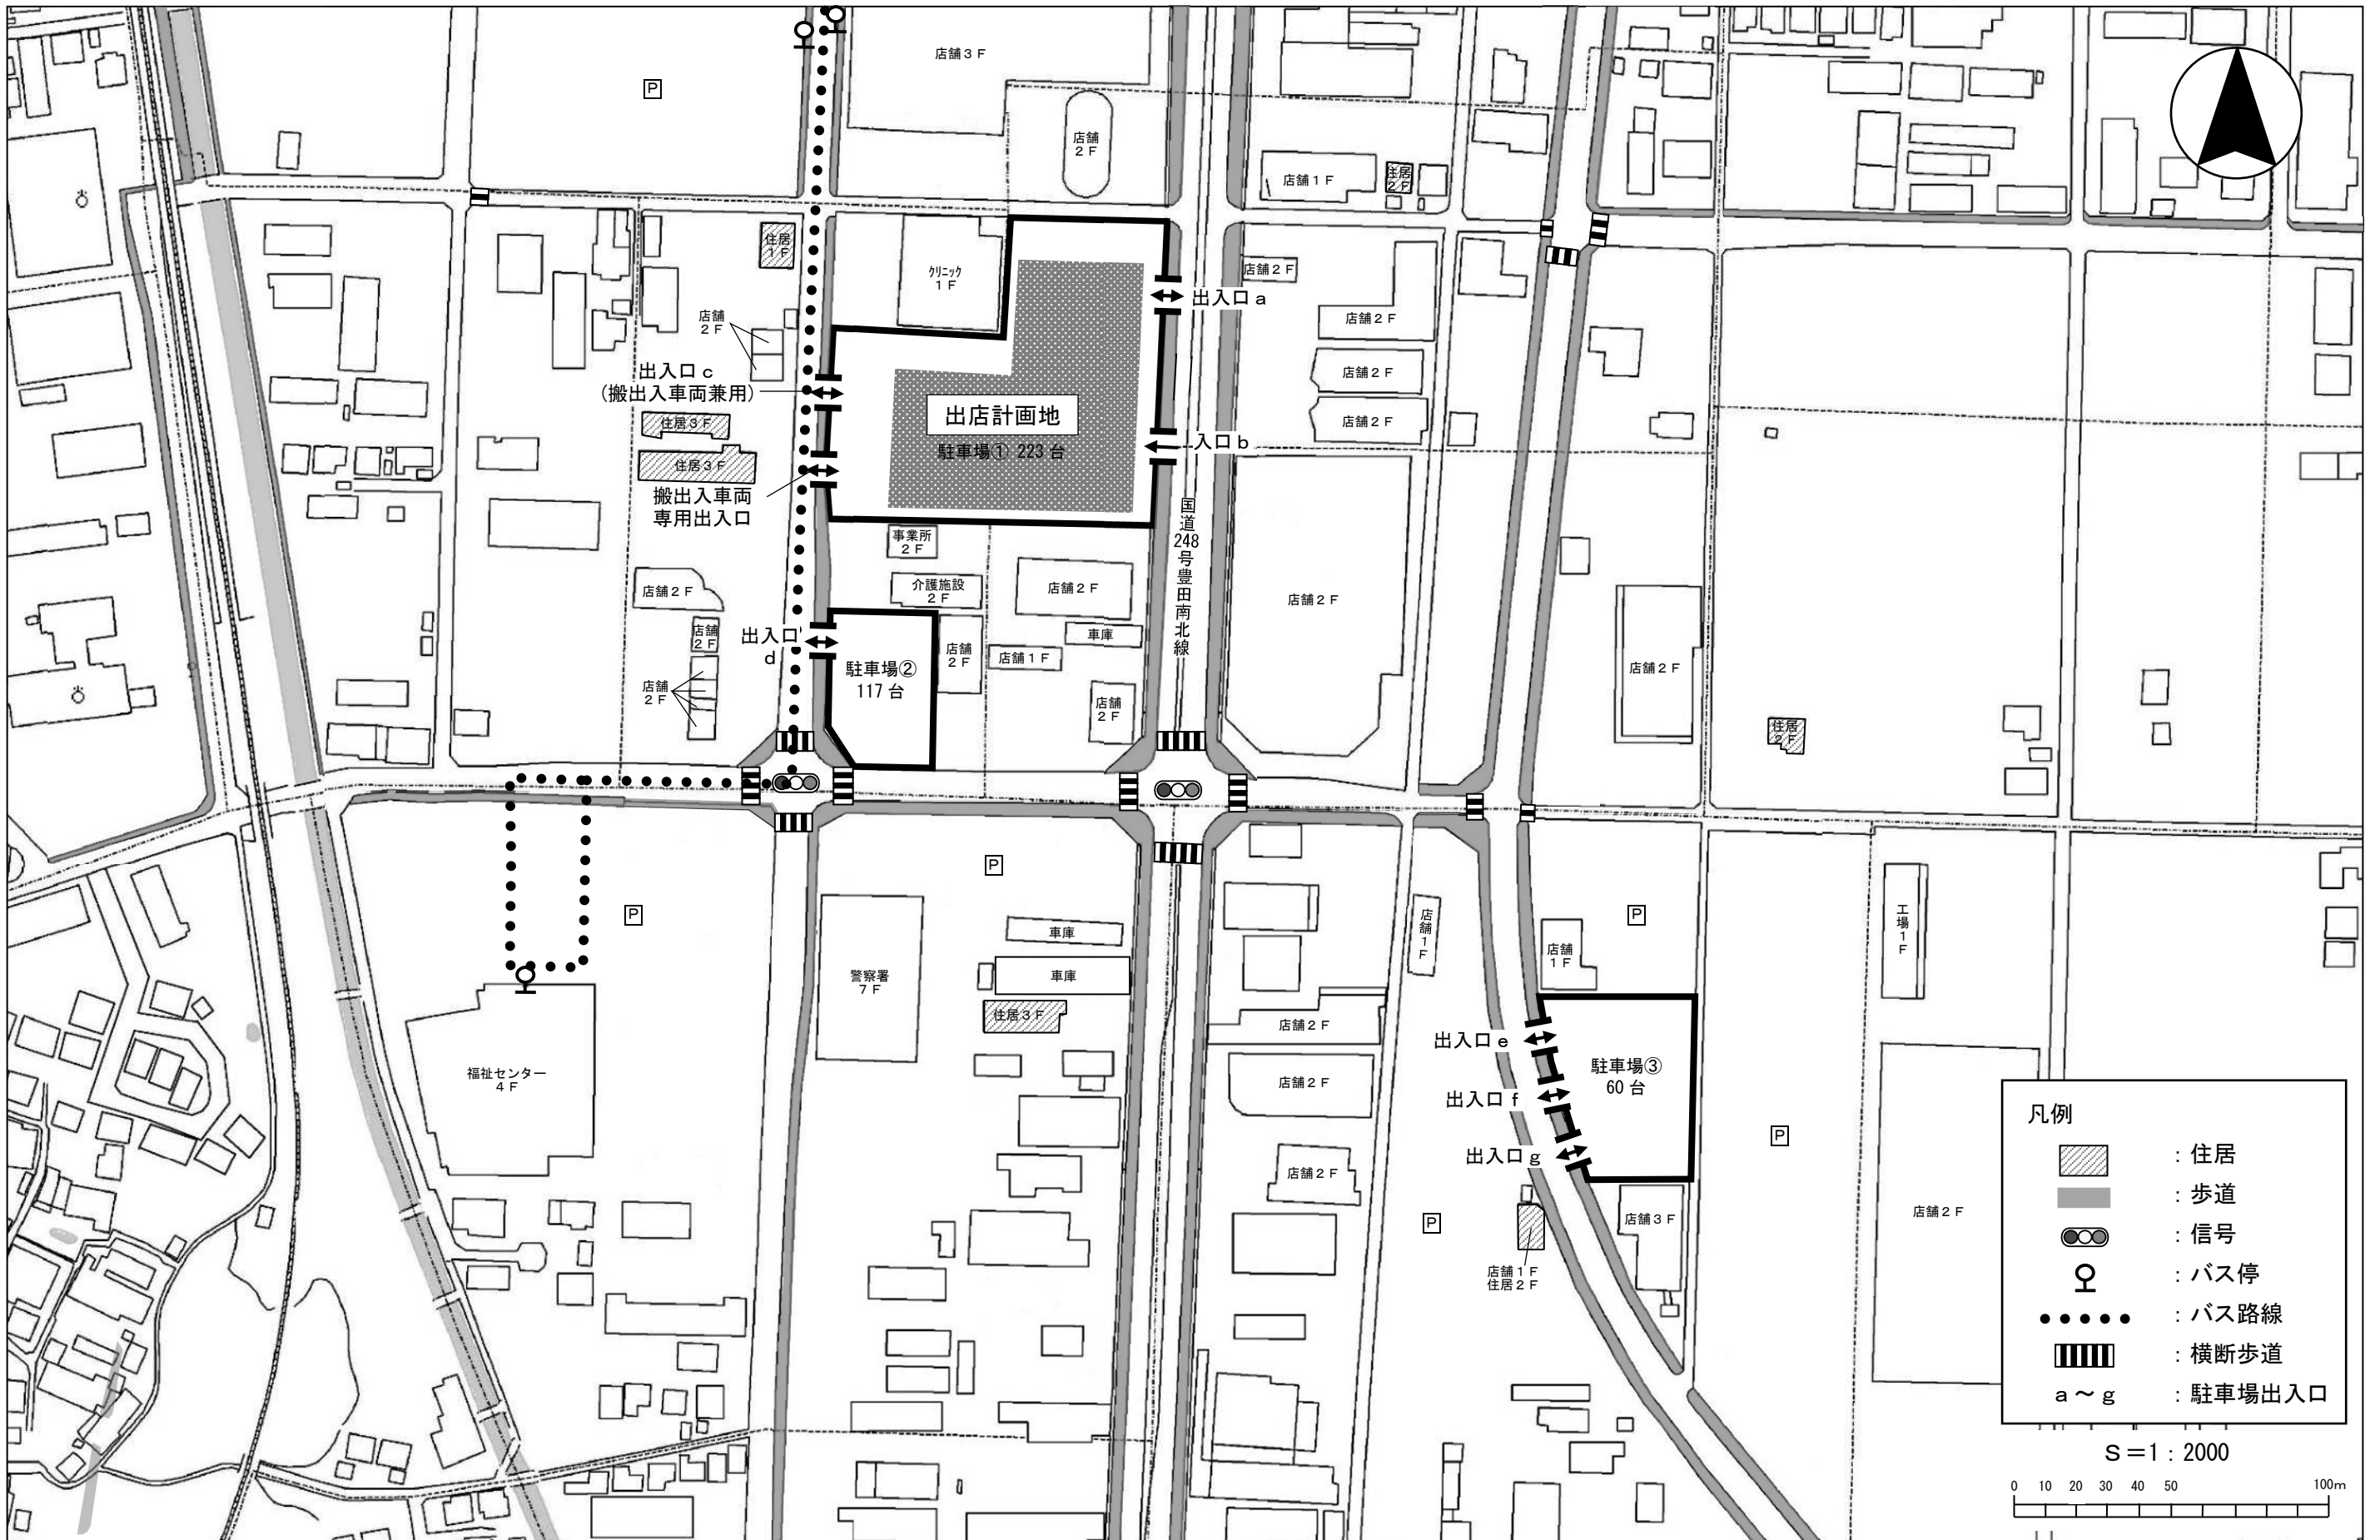 店舗３Ｆ
P
店舗
２Ｆ
店舗１Ｆ
住居
２Ｆ
住居
１Ｆ
クリニック
１Ｆ
店舗２Ｆ
出入口 a
店舗
２Ｆ
店舗２Ｆ
出入口 c
(搬出入車両兼用)
店舗２Ｆ
出店計画地
駐車場① 223 台
店舗２Ｆ
住居３Ｆ
入口 b
住居３Ｆ
搬出入車両
専用出入口
国道248号豊田南北線
事業所
２Ｆ
介護施設
２Ｆ
店舗２Ｆ
店舗２Ｆ
店舗２Ｆ
店舗
２Ｆ
出入口
d
車庫
店舗
２Ｆ
店舗１Ｆ
駐車場②
117 台
店舗２Ｆ
店舗
２Ｆ
店舗
２Ｆ
住居
２Ｆ
P
P
P
店舗１Ｆ
店舗
１Ｆ
工場１Ｆ
車庫
警察署
７Ｆ
車庫
住居３Ｆ
店舗２Ｆ
出入口 e
福祉センター
４Ｆ
店舗２Ｆ
駐車場③
60 台
出入口 f
P
出入口 g
店舗２Ｆ
P
店舗３Ｆ
店舗２Ｆ
店舗１Ｆ
住居２Ｆ
凡例
：住居
：歩道
：信号
：バス停
：バス路線
：横断歩道
a～g ：駐車場出入口
Ｓ＝1：2000
0 10 20 30 40 50 100m